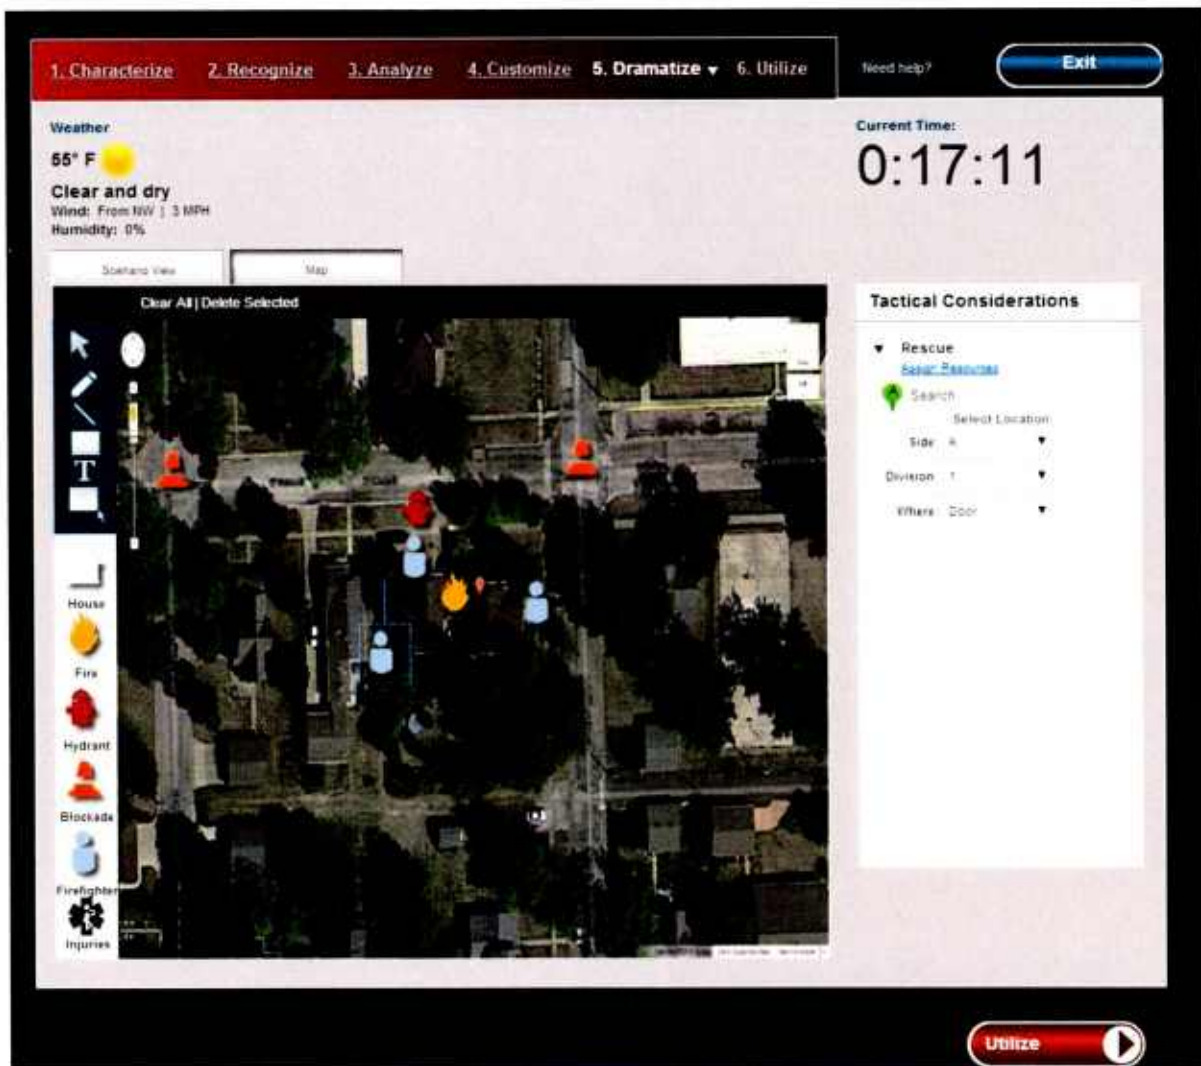 1. Characterize 2. Recognize 3. Analyze 4. Customize 5. Dramatize 6. Utilize
Need help?
Exit
Weather
55° F
Clear and dry
Wind: From NW | 3 MPH
Humidity: 0%
Current Time:
0:17:11
Scenario View
Map
Clear All | Delete Selected
T
House
Fire
Hydrant
Blockade
Firefighter
Injuries
Tactical Considerations
Rescue
Assign Resources
A
Search
Select Location
Side A
Division 1
Where Door
Utilize